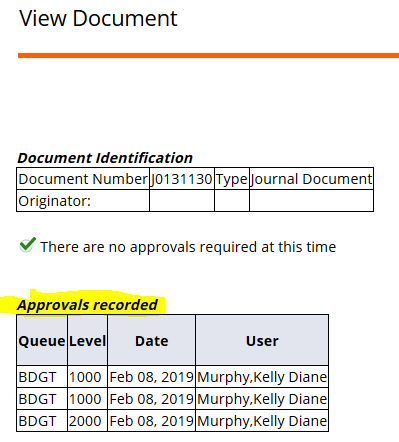 View Document
Document Identification
Document Number J0131130 Type Journal Document
Originator:
There are no approvals required at this time
Approvals recorded
Queue Level Date User
BDGT 1000 Feb 08, 2019 Murphy,Kelly Diane
BDGT 1000 Feb 08, 2019 Murphy,Kelly Diane
BDGT 2000 Feb 08, 2019 Murphy,Kelly Diane